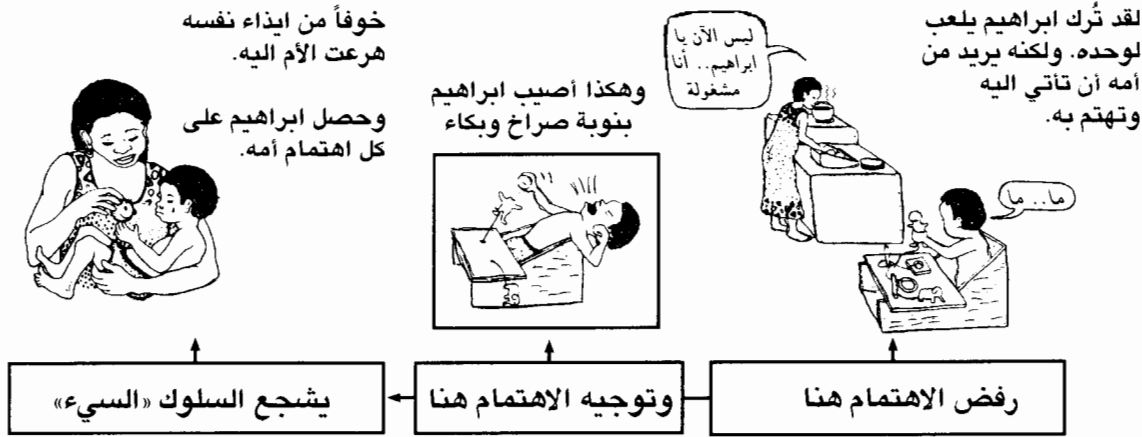 لقد تُرك ابراهيم يلعب
لوحده. ولكنه يريد من
أمه أن تأتي اليه
وتهتم به.
ليس الآن يا
ابراهيم.. أنا
مشغولة
ما.. ما
وهكذا أصيب ابراهيم
بنوبة صراخ وبكاء
خوفاً من ايذاء نفسه
هرعت الأم اليه.
وحصل ابراهيم على
كل اهتمام أمه.
رفض الاهتمام هنا
وتوجيه الاهتمام هنا
يشجع السلوك «السيء»